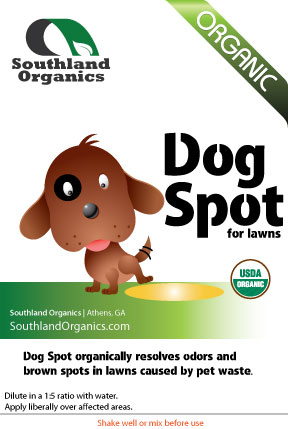 Southland
Organics
ORGANIC
Dog
Spot
for lawns
USDA
ORGANIC
Southland Organics | Athens, GA
SouthlandOrganics.com
Dog Spot organically resolves odors and
brown spots in lawns caused by pet waste.
Dilute in a 1:5 ratio with water.
Apply liberally over affected areas.
Shake well or mix before use